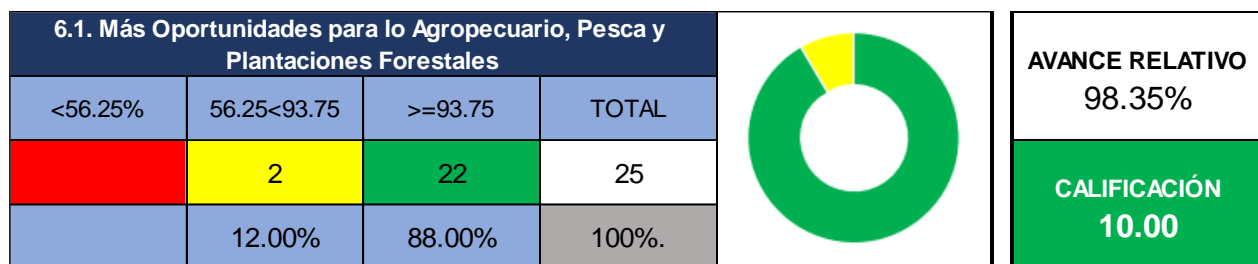 6.1. Más Oportunidades para lo Agropecuario, Pesca y
Plantaciones Forestales
<56.25% 56.25<93.75 >=93.75 TOTAL
2 22 25
12.00% 88.00% 100%.
AVANCE RELATIVO
98.35%
CALIFICACIÓN
10.00